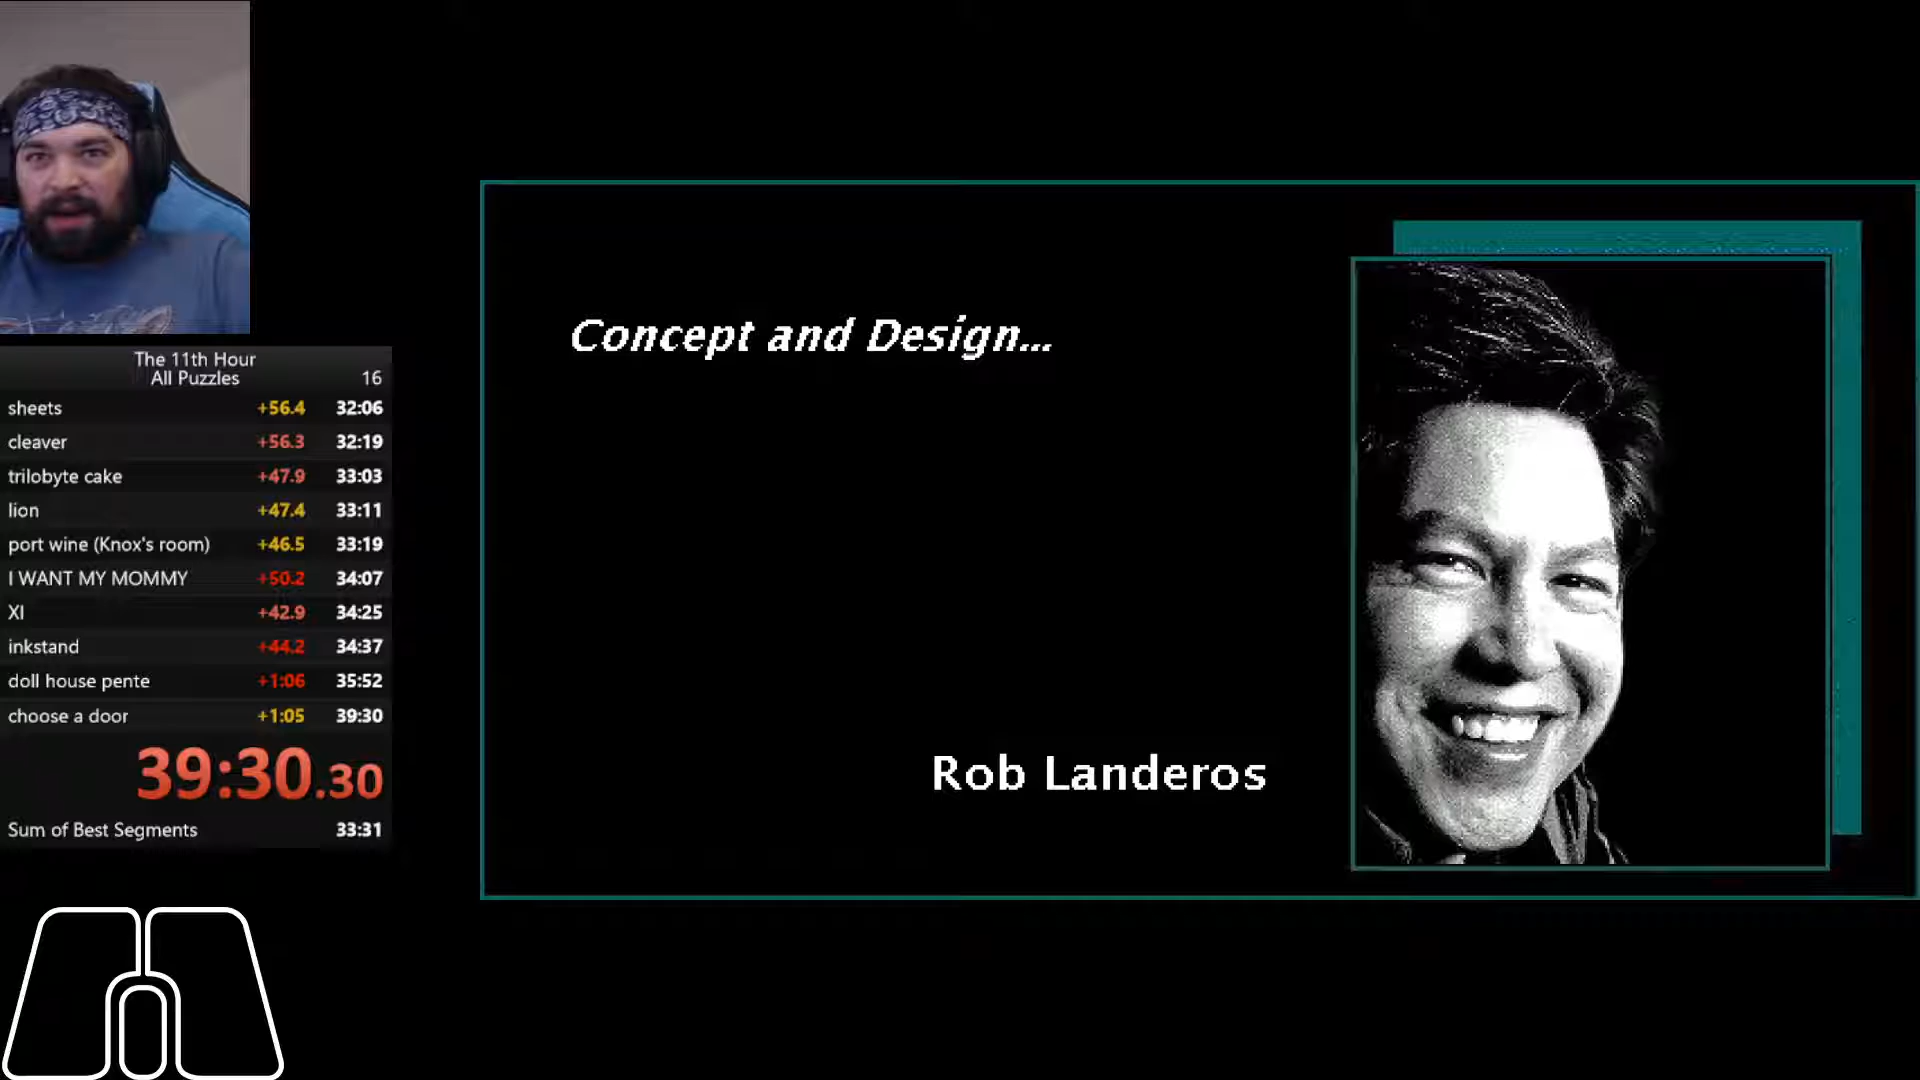 The 11th Hour
All Puzzles 16
sheets +56.4 32:06
cleaver +56.3 32:19
trilobyte cake +47.9 33:03
lion +47.4 33:11
port wine (Knox's room) +46.5 33:19
I WANT MY MOMMY +50.2 34:07
XI +42.9 34:25
inkstand +44.2 34:37
doll house pente +1:06 35:52
choose a door +1:05 39:30
39:30.30
Sum of Best Segments 33:31
Concept and Design...
Rob Landeros